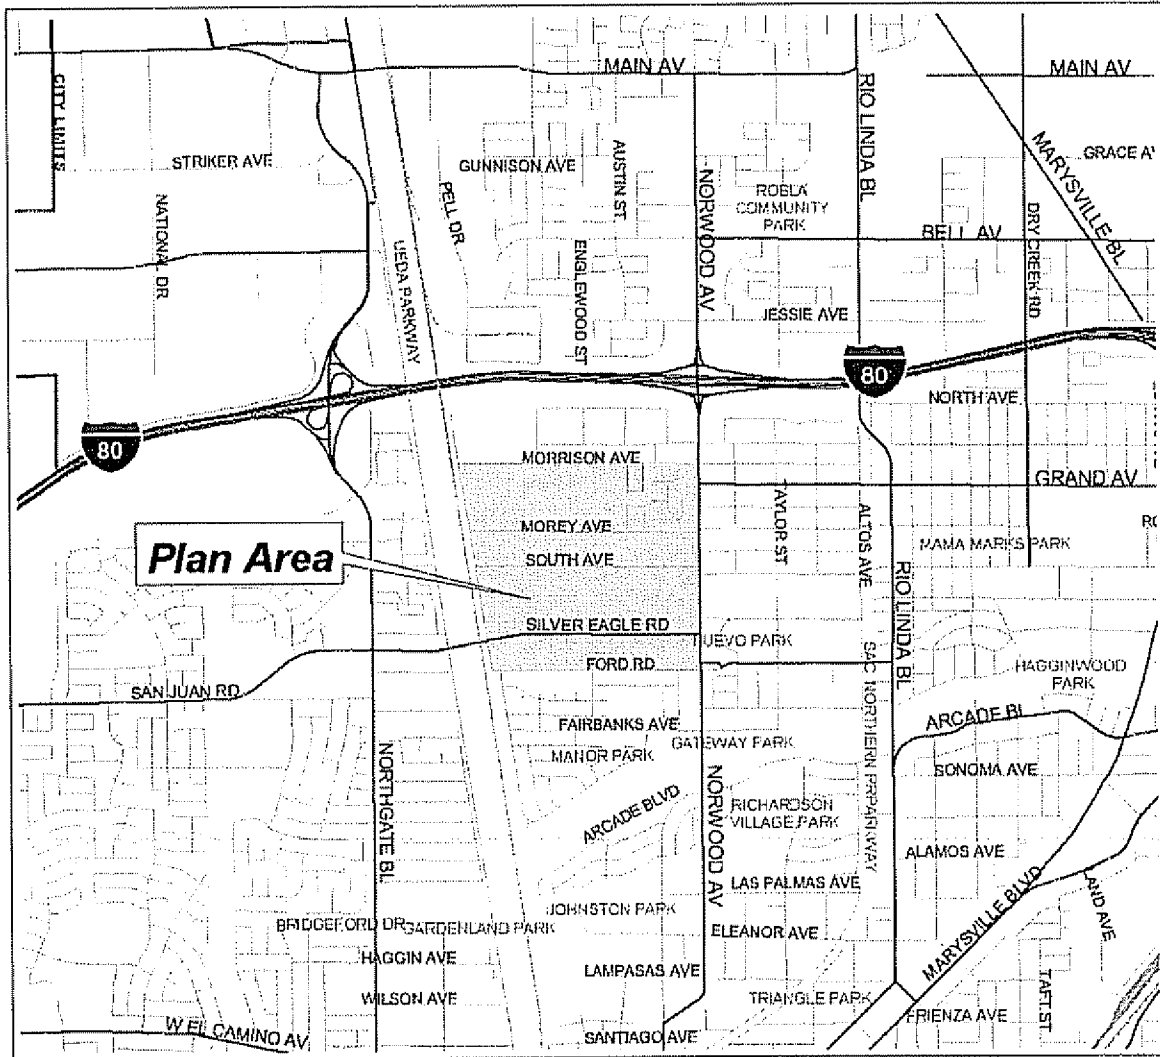 MAIN AV
MAIN AV
CITY LIMITS
RIO LINDA BL
MARYSVILLE BL
STRIKER AVE
GUNNISON AVE
AUSTIN ST
NORWOOD AV
GRACE AV
NATIONAL DR
PELL DR
ROBLA
COMMUNITY
PARK
DRY CREEK RD
UEDA PARKWAY
ENGLEWOOD ST
BELL AV
JESSIE AVE
80
80
NORTH AVE
MORRISON AVE
GRAND AV
TAYLOR ST
ALTOS AVE
MOREY AVE
Plan Area
SOUTH AVE
MAMA MARKS PARK
RIO LINDA BL
SILVER EAGLE RD
NUEVO PARK
FORD RD
SAN JUAN RD
SAC NORTHERN PRPARKWAY
HAGGINWOOD
PARK
FAIRBANKS AVE
ARCADE BL
MANOR PARK
GATEWAY PARK
NORTHGATE BL
NORWOOD AV
SONOMA AVE
ARCADE BLVD
RICHARDSON
VILLAGE PARK
ALAMOS AVE
LAS PALMAS AVE
MARYSVILLE BLVD
LAND AVE
JOHNSTON PARK
BRIDGEFORD DR
GARDENLAND PARK
ELEANOR AVE
HAGGIN AVE
LAMPASAS AVE
WILSON AVE
TRIANGLE PARK
TAFT ST
FRIENZA AVE
W EL CAMINO AV
SANTIAGO AVE